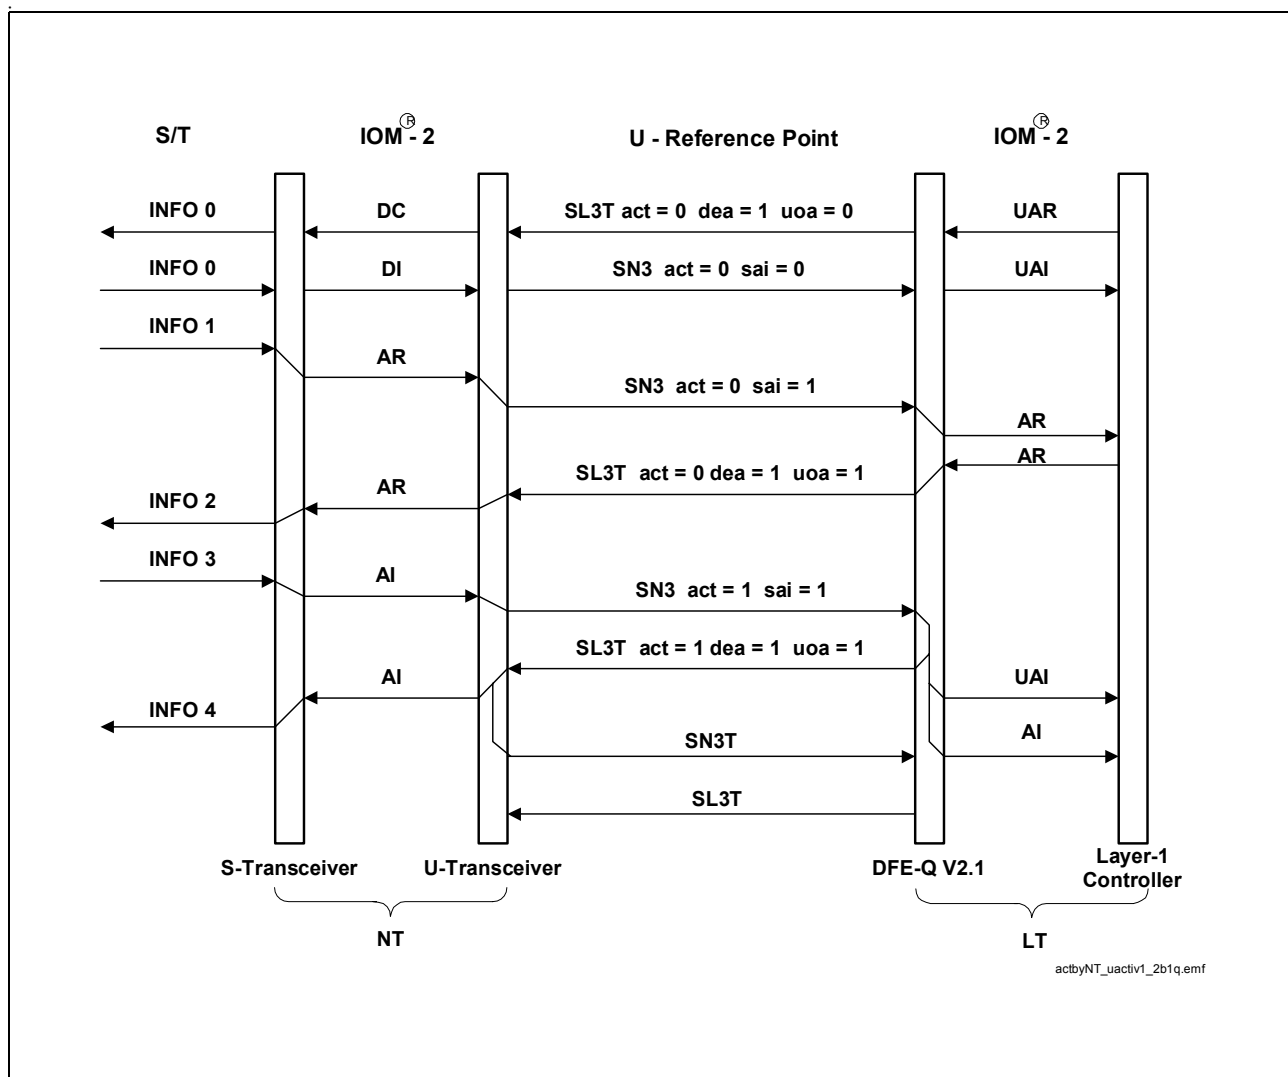 S/T IOM®-2 U - Reference Point IOM®-2
INFO 0 DC SL3T act = 0 dea = 1 uoa = 0 UAR
INFO 0 DI SN3 act = 0 sai = 0 UAI
INFO 1
AR
SN3 act = 0 sai = 1
AR
AR
SL3T act = 0 dea = 1 uoa = 1
AR
INFO 2
INFO 3
AI
SN3 act = 1 sai = 1
SL3T act = 1 dea = 1 uoa = 1
AI UAI
INFO 4
AI
SN3T
SL3T
S-Transceiver U-Transceiver DFE-Q V2.1 Layer-1
Controller
NT LT
actbyNT_uactiv1_2b1q.emf